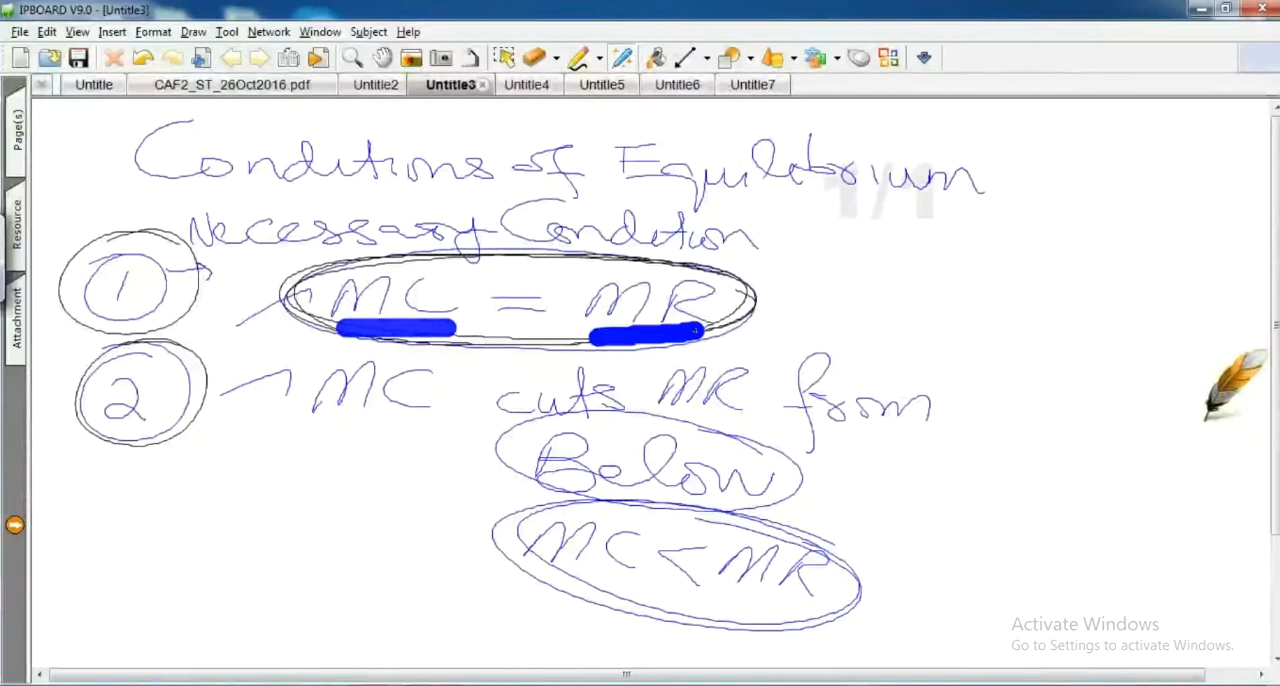 IPBOARD V9.0 - [Untitle3]
File Edit View Insert Format Draw Tool Network Window Subject Help
Untitle CAF2_ST_26Oct2016.pdf Untitle2 Untitle3 Untitle4 Untitle5 Untitle6 Untitle7
Page(s)
Resource
Attachment
1/1
Conditions of Equilibrium
Necessary Condition
1 MC = MR
2 MC cuts MR from
Below
MC < MR
Activate Windows
Go to Settings to activate Windows.